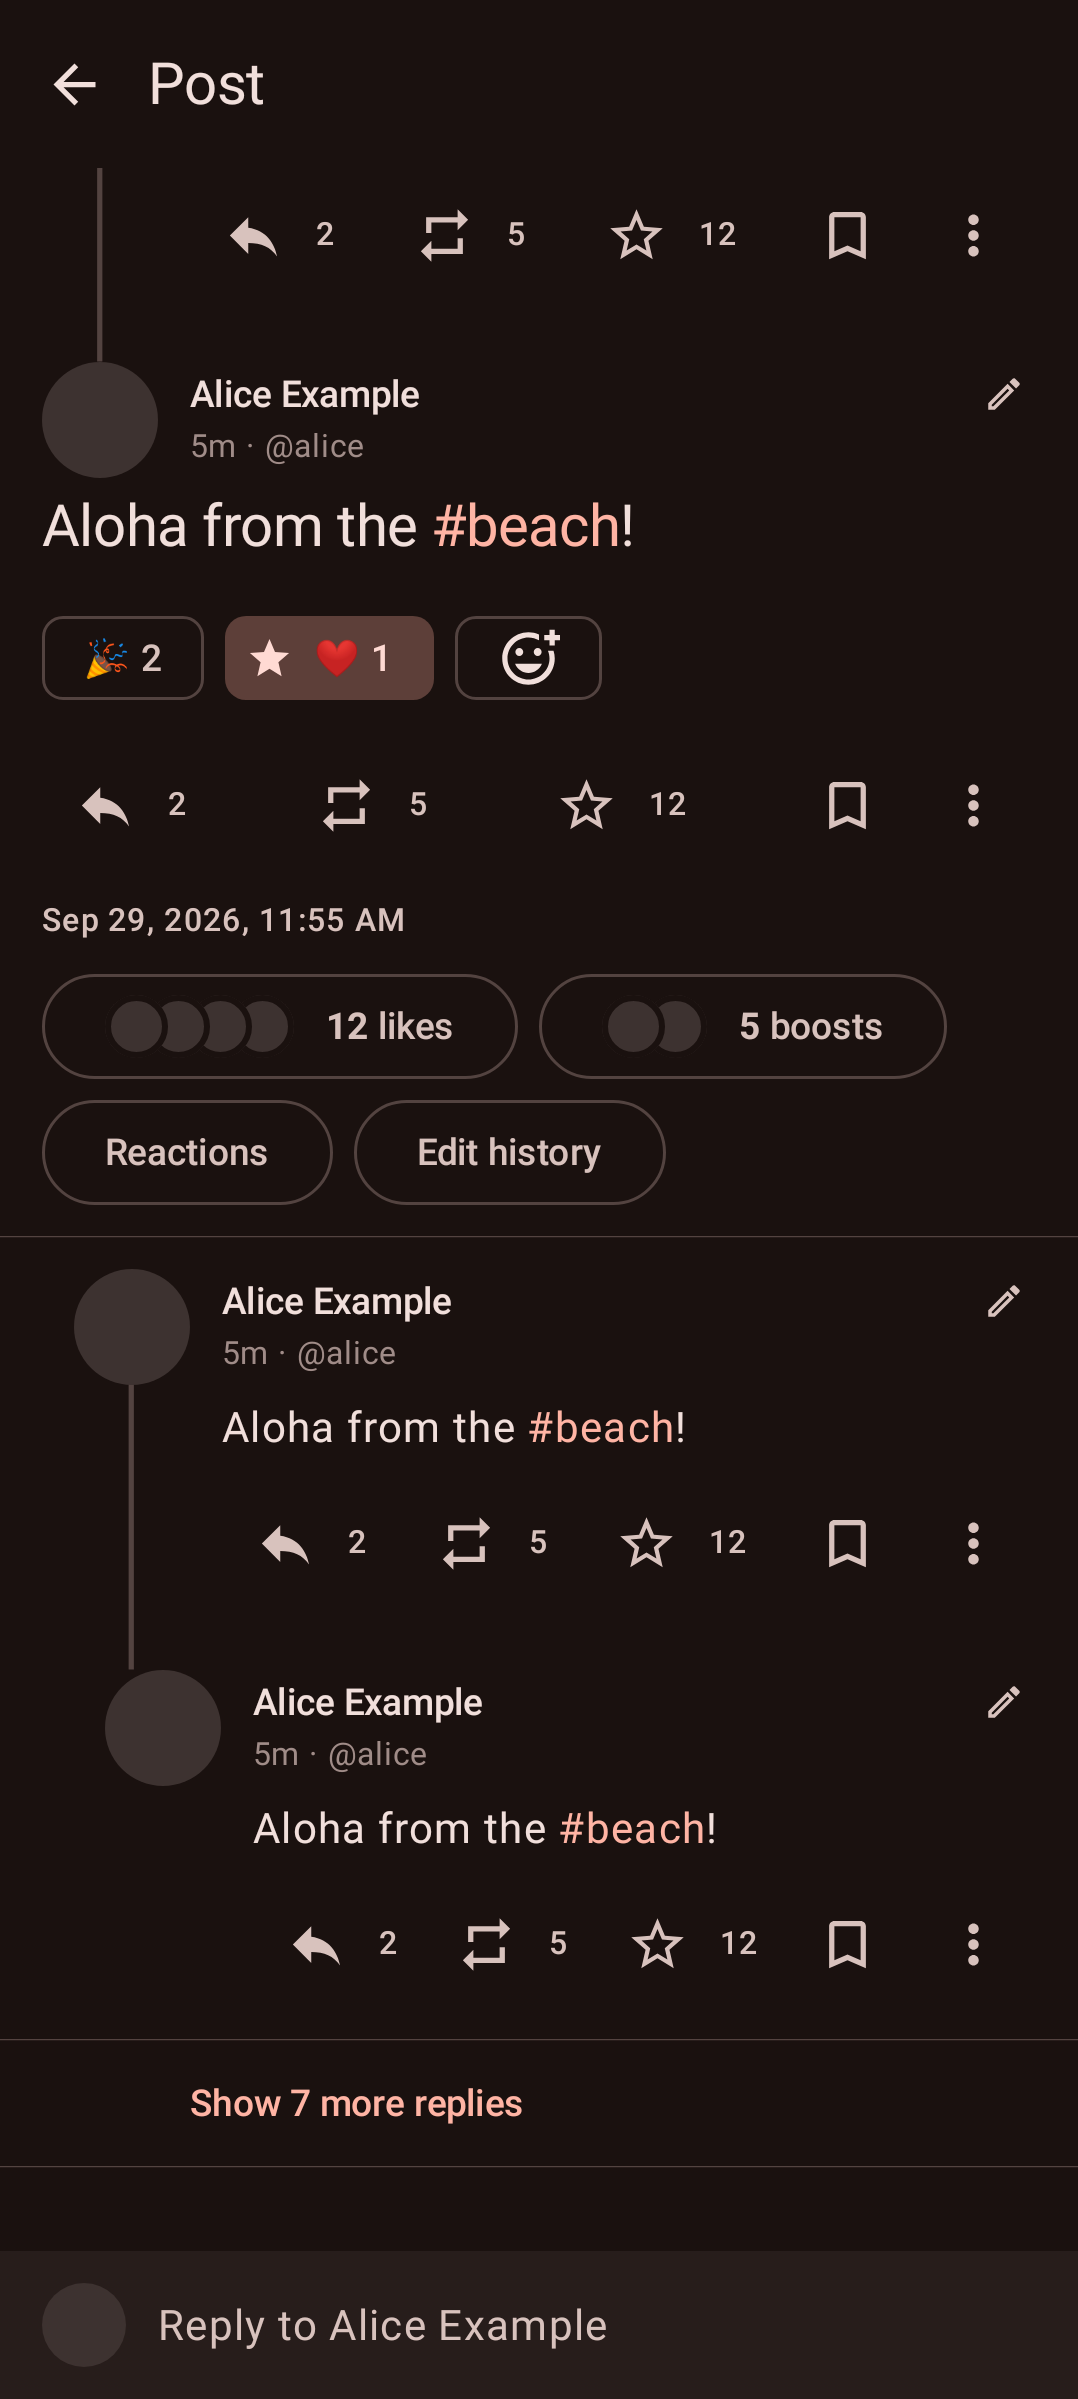 Post
2 5 12
Alice Example
5m · @alice
Aloha from the #beach!
🎉 2 ❤️ 1
2 5 12
Sep 29, 2026, 11:55 AM
12 likes 5 boosts
Reactions Edit history
Alice Example
5m · @alice
Aloha from the #beach!
2 5 12
Alice Example
5m · @alice
Aloha from the #beach!
2 5 12
Show 7 more replies
Reply to Alice Example